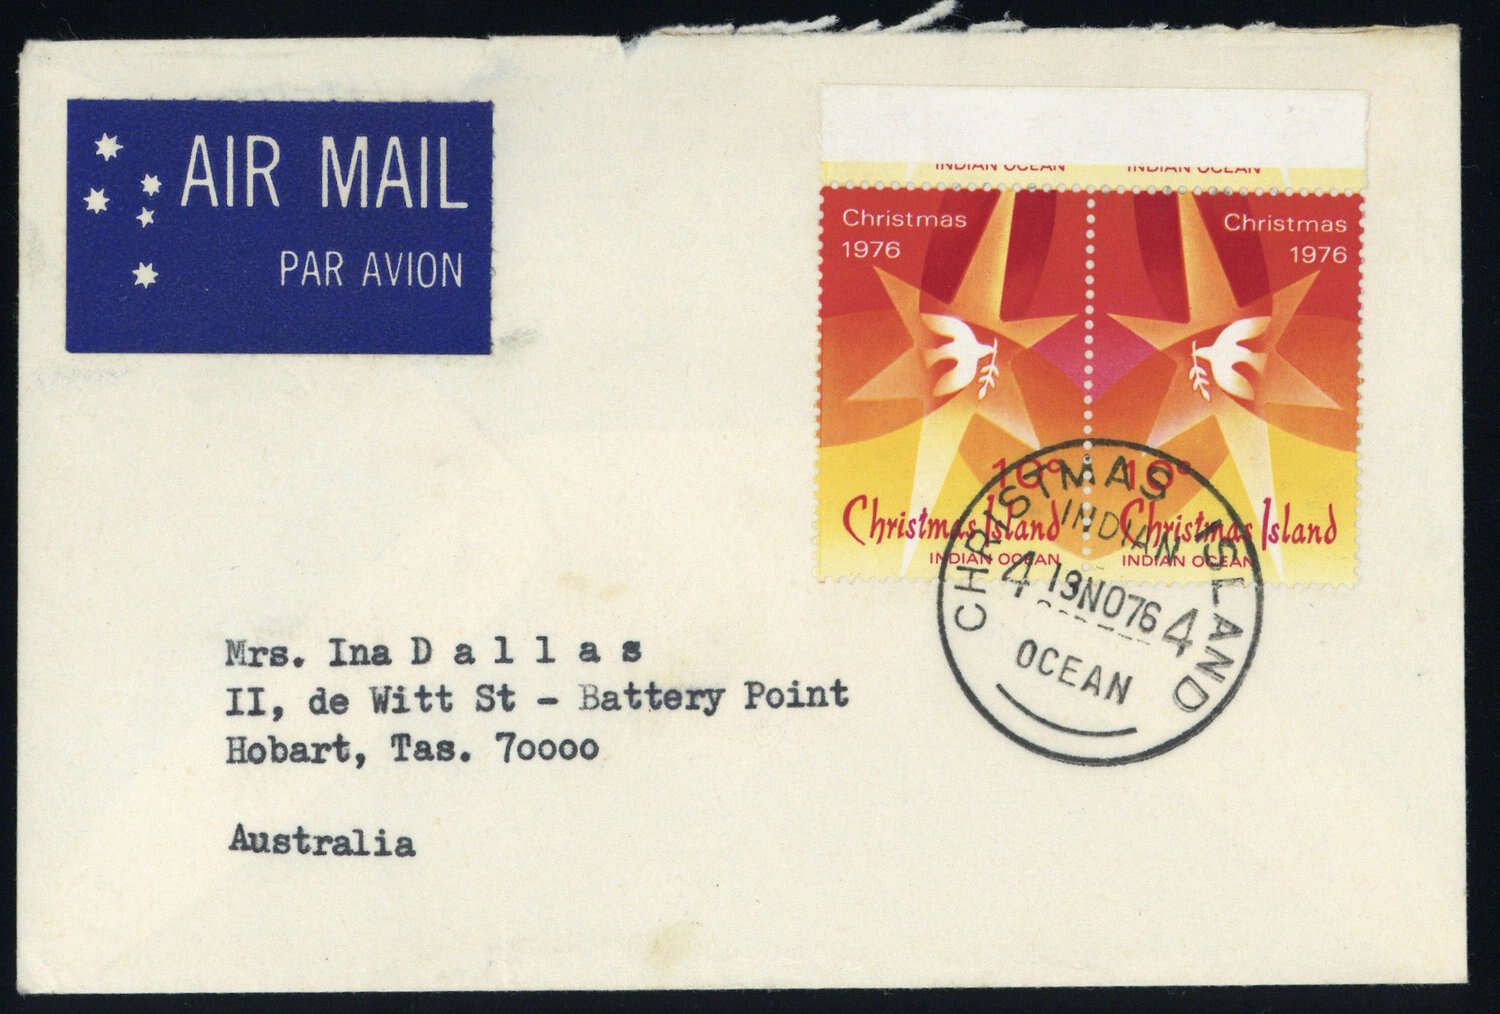 AIR MAIL
PAR AVION
INDIAN OCEAN INDIAN OCEAN
Christmas
1976
Christmas
1976
10c
10c
Christmas Island
INDIAN OCEAN
Christmas Island
INDIAN OCEAN
CHRISTMAS ISLAND
INDIAN
4 19NO76 4
OCEAN
Mrs. Ina D a l l a s
II, de Witt St - Battery Point
Hobart, Tas. 70000
Australia